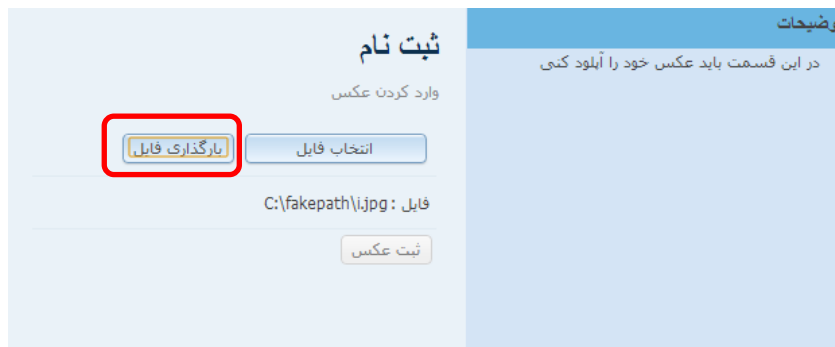 وضیحات
در این قسمت باید عکس خود را آپلود کنی
ثبت نام
وارد کردن عکس
انتخاب فایل
بارگذاری فایل
فایل : C:\fakepath\i.jpg
ثبت عکس